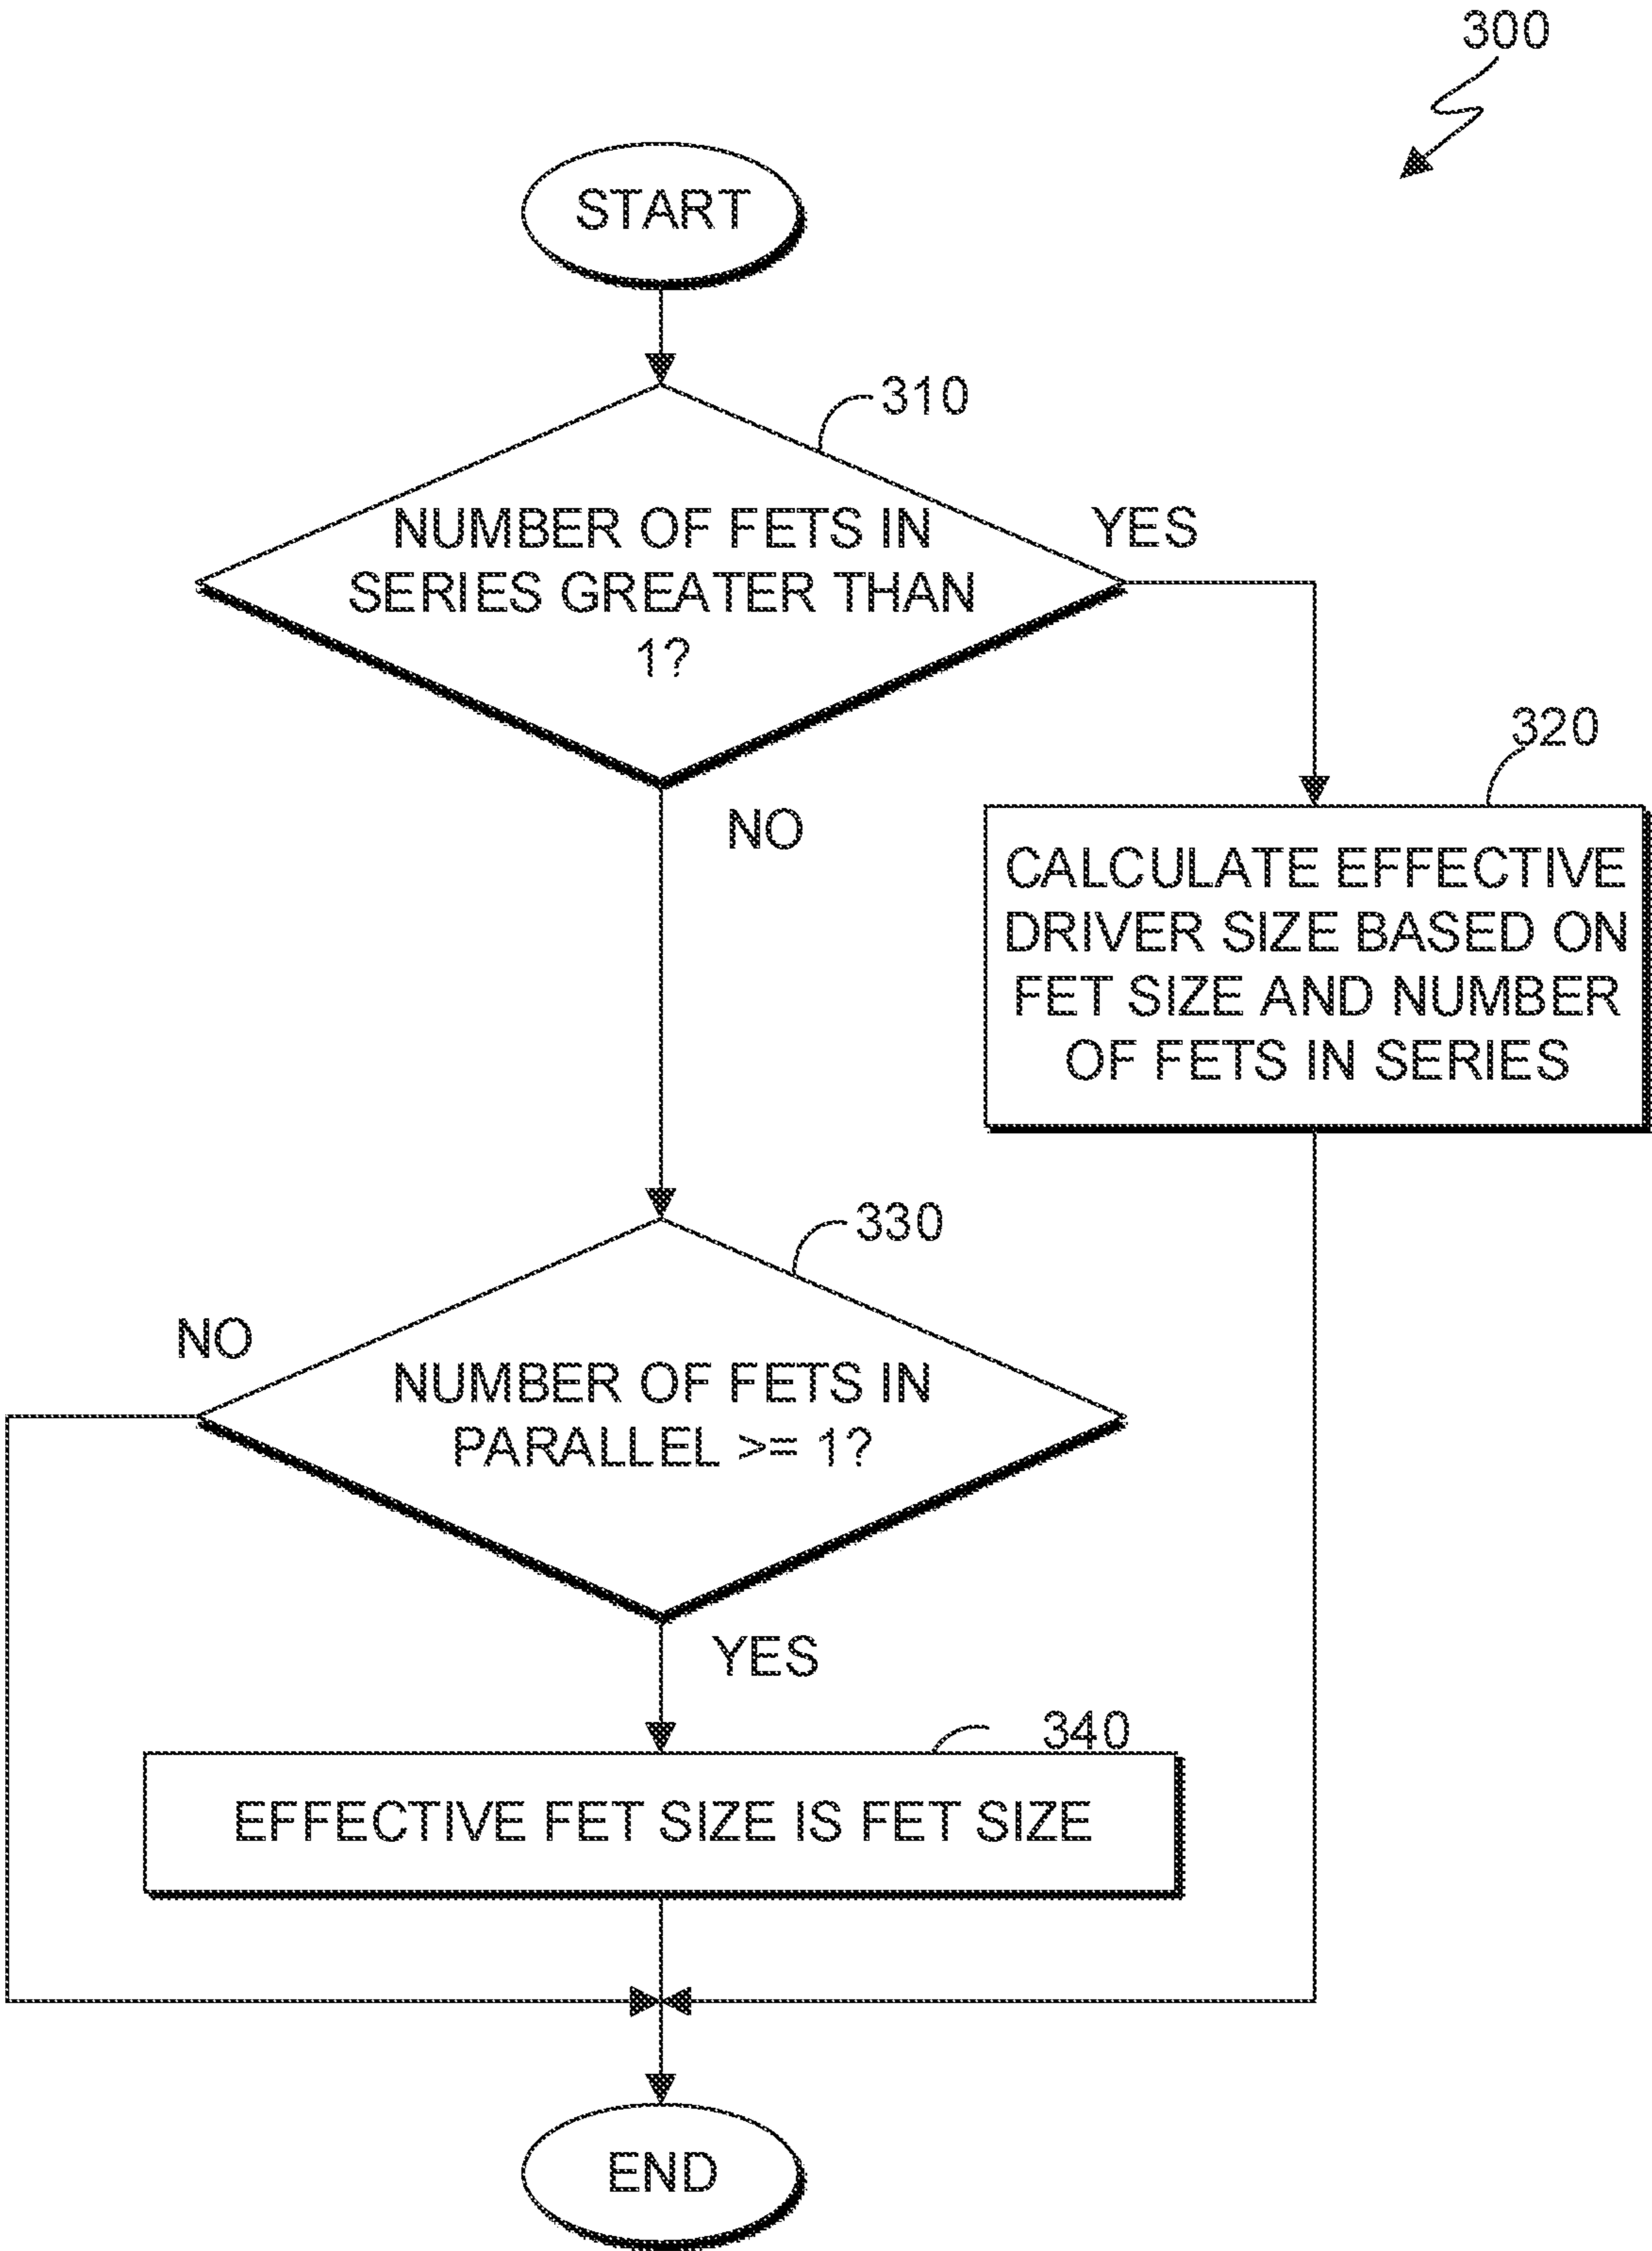 300
START
310
NUMBER OF FETS IN
SERIES GREATER THAN
1?
YES
NO
320
CALCULATE EFFECTIVE
DRIVER SIZE BASED ON
FET SIZE AND NUMBER
OF FETS IN SERIES
330
NO
NUMBER OF FETS IN
PARALLEL >= 1?
YES
340
EFFECTIVE FET SIZE IS FET SIZE
END